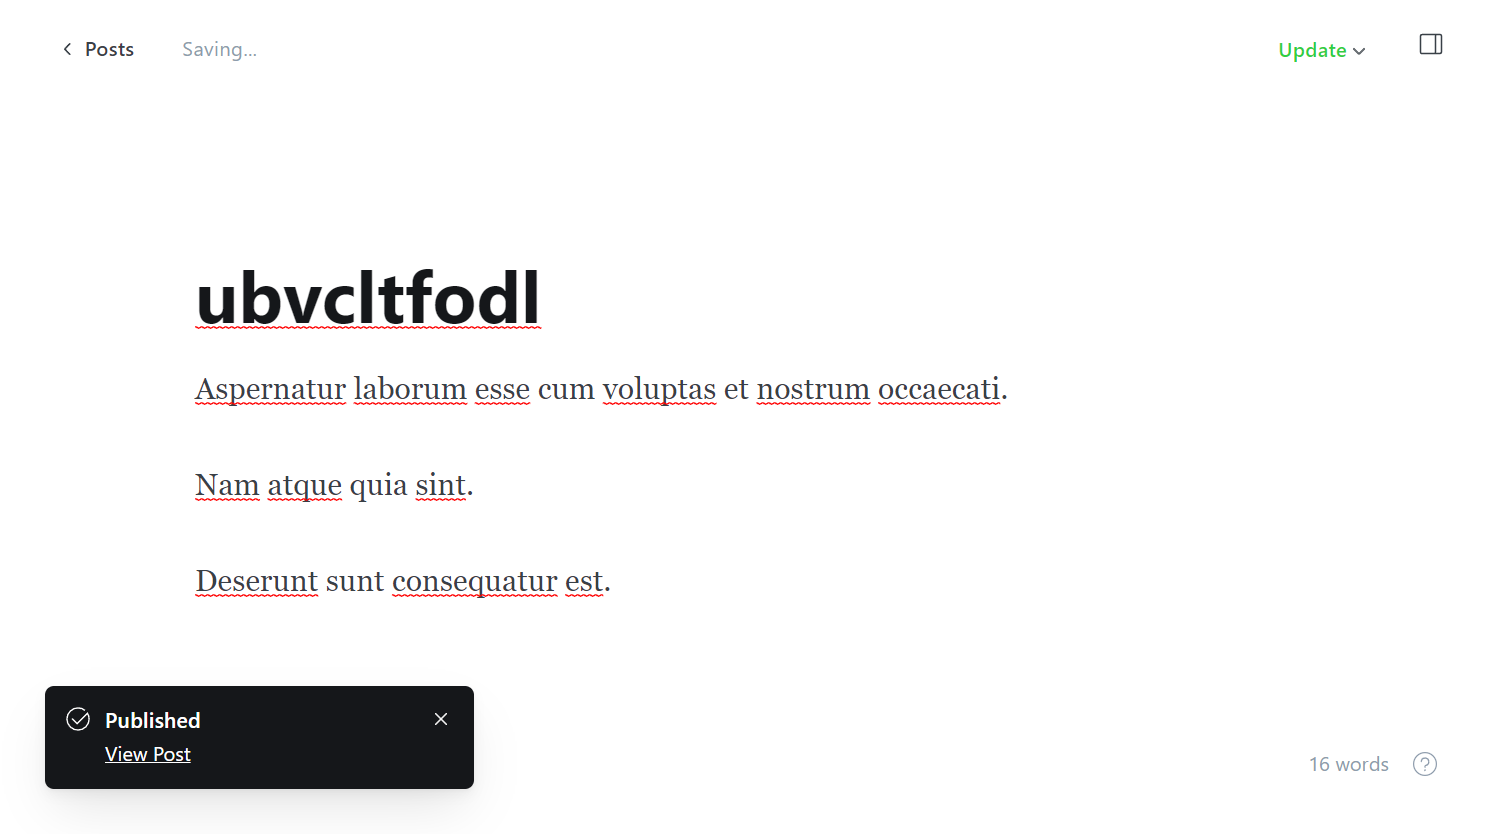 Posts
Saving...
Update
ubvcltfodl
Aspernatur laborum esse cum voluptas et nostrum occaecati.
Nam atque quia sint.
Deserunt sunt consequatur est.
Published
View Post
16 words
?